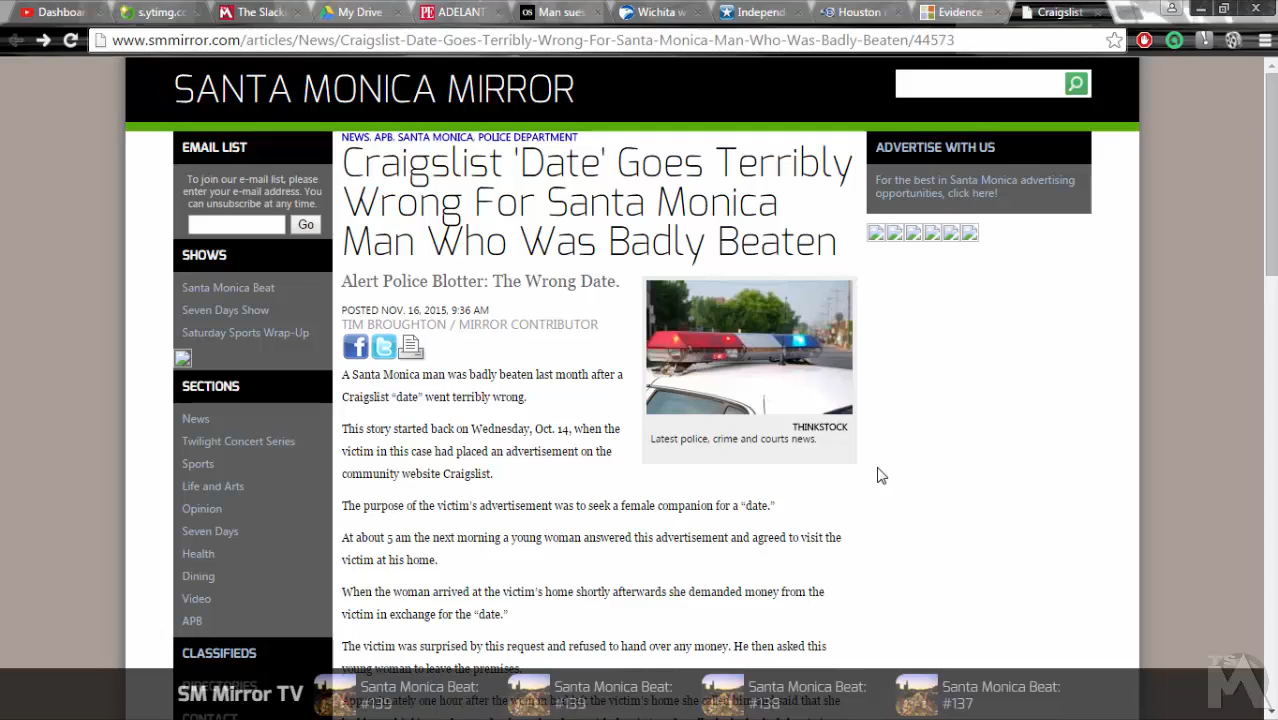 Dashboar
s.ytimg.cc
The Slack
My Drive
ADELANT
Man sues
Wichita w
Independ
Houston
Evidence
Craigslist
www.smmirror.com/articles/News/Craigslist-Date-Goes-Terribly-Wrong-For-Santa-Monica-Man-Who-Was-Badly-Beaten/44573
SANTA MONICA MIRROR
EMAIL LIST
To join our e-mail list, please
enter your e-mail address. You
can unsubscribe at any time.
Go
SHOWS
Santa Monica Beat
Seven Days Show
Saturday Sports Wrap-Up
SECTIONS
News
Twilight Concert Series
Sports
Life and Arts
Opinion
Seven Days
Health
Dining
Video
APB
CLASSIFIEDS
DIRECTORIES
CONTACT
NEWS, APB, SANTA MONICA, POLICE DEPARTMENT
Craigslist 'Date' Goes Terribly
Wrong For Santa Monica
Man Who Was Badly Beaten
Alert Police Blotter: The Wrong Date.
POSTED NOV. 16, 2015, 9:36 AM
TIM BROUGHTON / MIRROR CONTRIBUTOR
A Santa Monica man was badly beaten last month after a
Craigslist “date” went terribly wrong.
This story started back on Wednesday, Oct. 14, when the
victim in this case had placed an advertisement on the
community website Craigslist.
THINKSTOCK
Latest police, crime and courts news.
The purpose of the victim's advertisement was to seek a female companion for a “date.”
At about 5 am the next morning a young woman answered this advertisement and agreed to visit the
victim at his home.
When the woman arrived at the victim's home shortly afterwards she demanded money from the
victim in exchange for the “date.”
The victim was surprised by this request and refused to hand over any money. He then asked this
young woman to leave the premises.
ADVERTISE WITH US
For the best in Santa Monica advertising
opportunities, click here!
SM Mirror TV
Santa Monica Beat:
#139
Santa Monica Beat:
#139
Santa Monica Beat:
#138
Santa Monica Beat:
#137